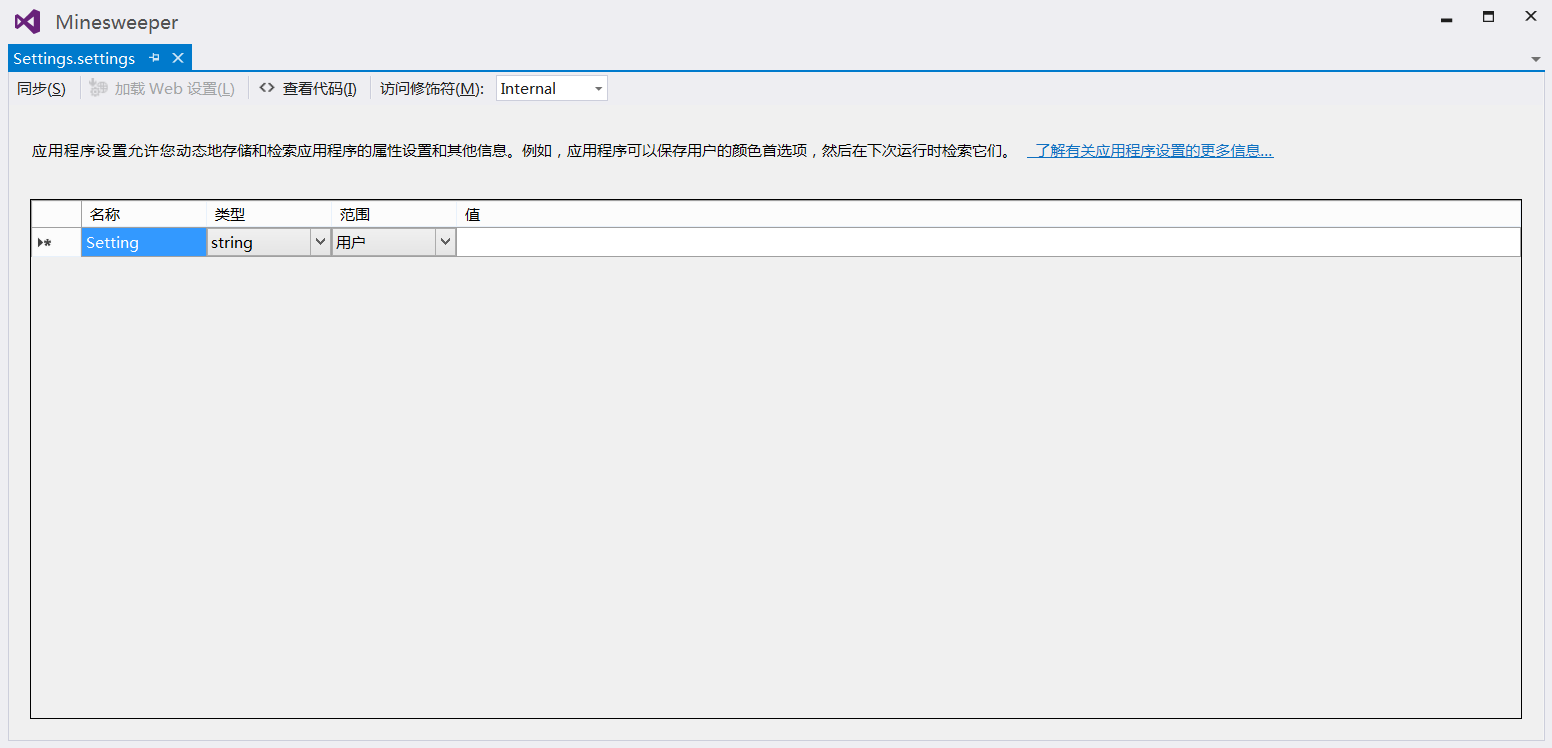 Minesweeper
Settings.settings
同步(S) 加载 Web 设置(L) <> 查看代码(I) 访问修饰符(M): Internal
应用程序设置允许您动态地存储和检索应用程序的属性设置和其他信息。例如，应用程序可以保存用户的颜色首选项，然后在下次运行时检索它们。 了解有关应用程序设置的更多信息...
名称 类型 范围 值
Setting string 用户